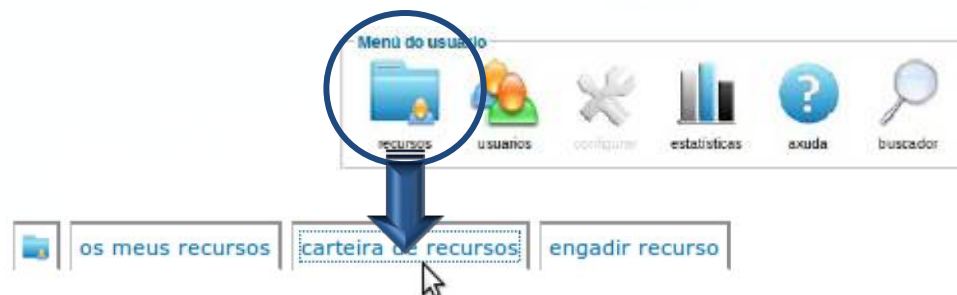 Menú do usuario
recursos usuarios configurar estatísticas axuda buscador
os meus recursos carteira de recursos engadir recurso